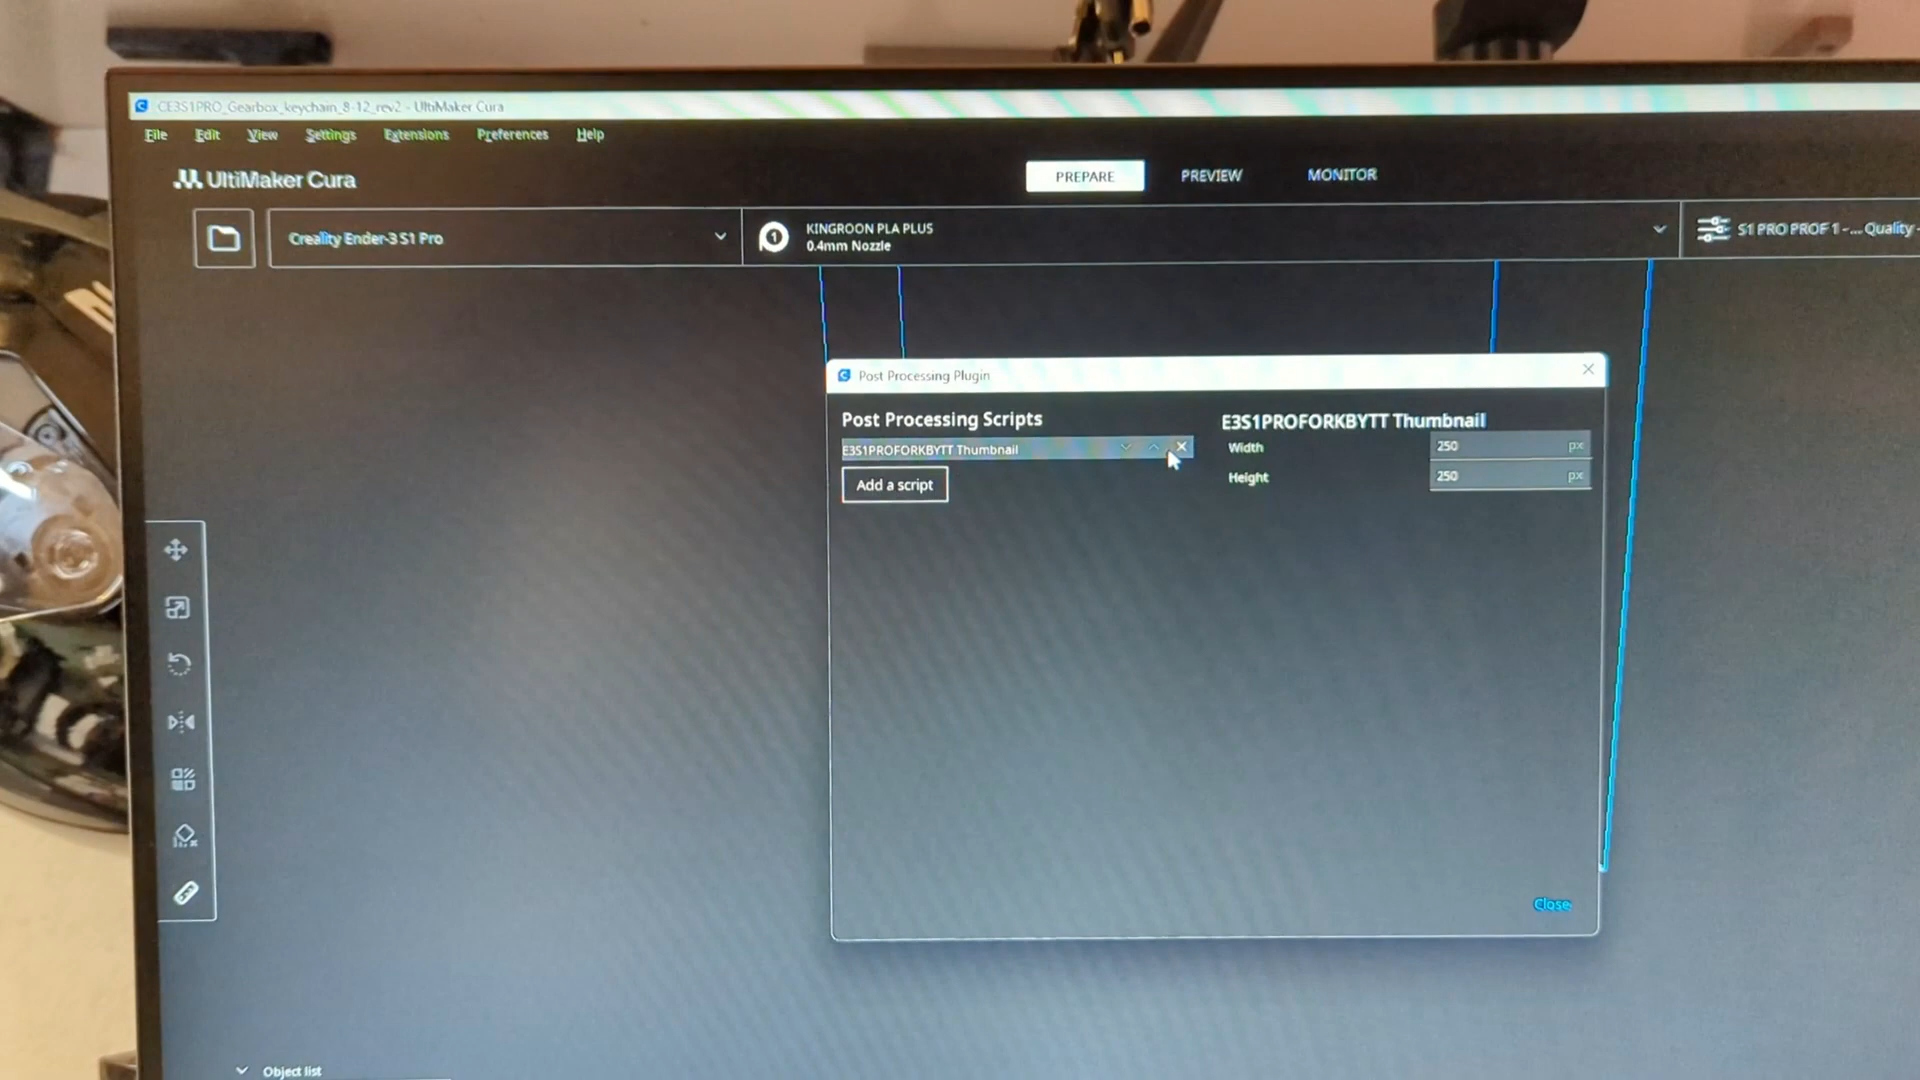 CE3S1PRO_Gearbox_keychain_8-12_rev2 - UltiMaker Cura
File Edit View Settings Extensions Preferences Help
UltiMaker Cura
PREPARE PREVIEW MONITOR
Creality Ender-3 S1 Pro
1
KINGROON PLA PLUS
0.4mm Nozzle
S1 PRO PROF 1 -... Quality -
Post Processing Plugin
Post Processing Scripts
E3S1PROFORKBYTT Thumbnail
Add a script
E3S1PROFORKBYTT Thumbnail
Width 250 px
Height 250 px
Close
Object list